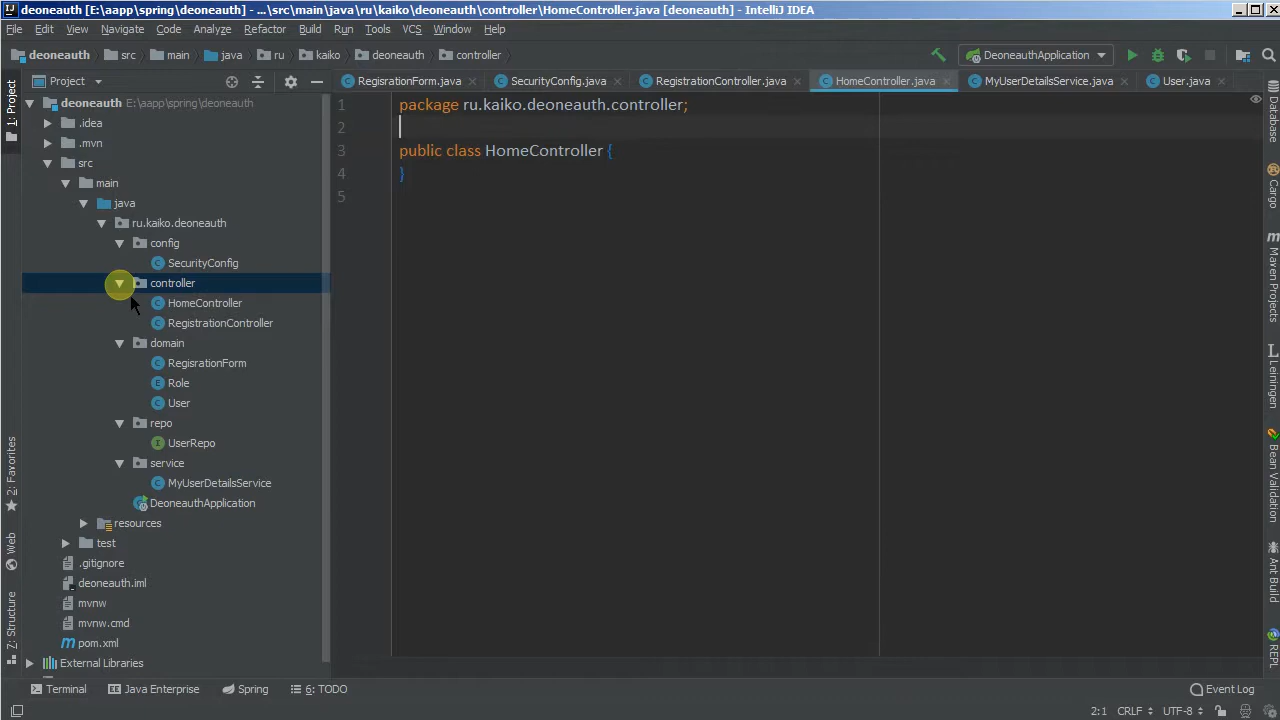 deoneauth [E:\aapp\spring\deoneauth] - ...\src\main\java\ru\kaiko\deoneauth\controller\HomeController.java [deoneauth] - IntelliJ IDEA
File Edit View Navigate Code Analyze Refactor Build Run Tools VCS Window Help
deoneauth src main java ru kaiko deoneauth controller DeoneauthApplication
Project RegisrationForm.java SecurityConfig.java RegistrationController.java HomeController.java MyUserDetailsService.java User.java
deoneauth E:\aapp\spring\deoneauth
.idea
.mvn
src
main
java
ru.kaiko.deoneauth
config
SecurityConfig
controller
HomeController
RegistrationController
domain
RegisrationForm
Role
User
repo
UserRepo
service
MyUserDetailsService
DeoneauthApplication
resources
test
.gitignore
deoneauth.iml
mvnw
mvnw.cmd
pom.xml
External Libraries
1 package ru.kaiko.deoneauth.controller;
2
3 public class HomeController {
4 }
5
1: Project
2: Favorites
Web
7: Structure
Database
Cargo
Maven Projects
Leiningen
Bean Validation
Ant Build
REPL
Terminal Java Enterprise Spring 6: TODO Event Log
2:1 CRLF UTF-8